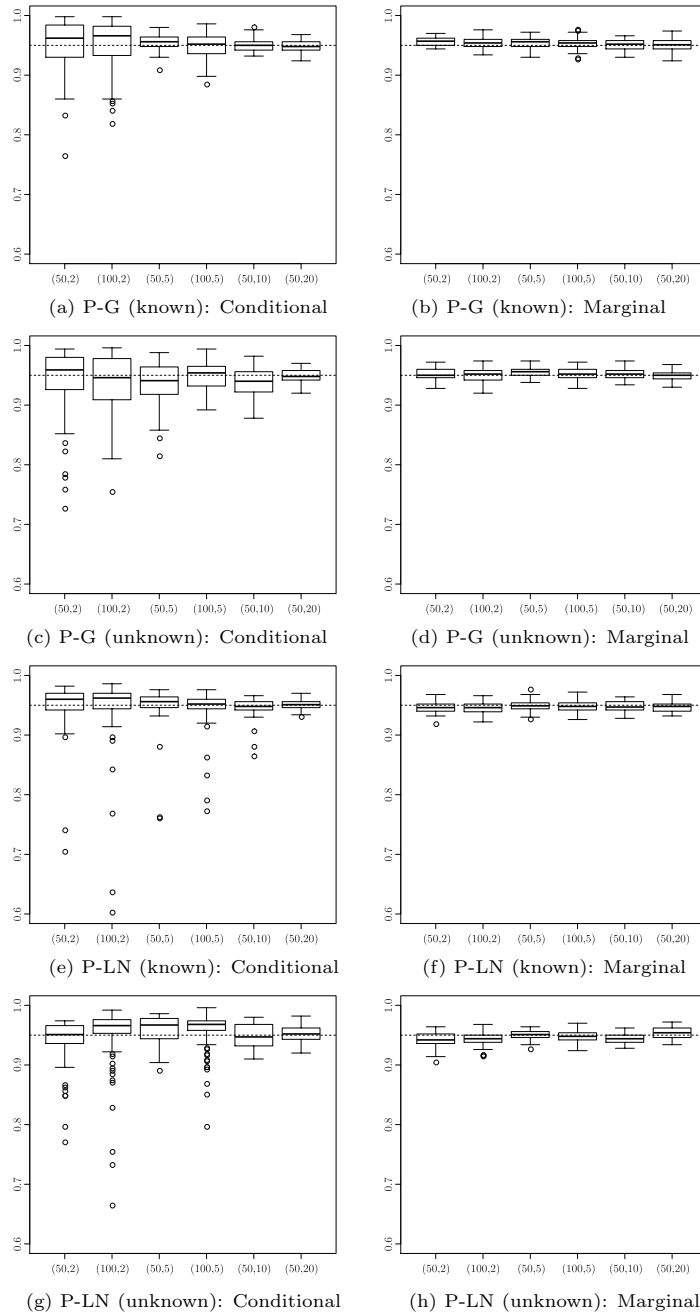 1.0
0.9
0.8
0.7
0.6
(50,2) (100,2) (50,5) (100,5) (50,10) (50,20)
(a) P-G (known): Conditional
1.0
0.9
0.8
0.7
0.6
(50,2) (100,2) (50,5) (100,5) (50,10) (50,20)
(b) P-G (known): Marginal
1.0
0.9
0.8
0.7
0.6
(50,2) (100,2) (50,5) (100,5) (50,10) (50,20)
(c) P-G (unknown): Conditional
1.0
0.9
0.8
0.7
0.6
(50,2) (100,2) (50,5) (100,5) (50,10) (50,20)
(d) P-G (unknown): Marginal
1.0
0.9
0.8
0.7
0.6
(50,2) (100,2) (50,5) (100,5) (50,10) (50,20)
(e) P-LN (known): Conditional
1.0
0.9
0.8
0.7
0.6
(50,2) (100,2) (50,5) (100,5) (50,10) (50,20)
(f) P-LN (known): Marginal
1.0
0.9
0.8
0.7
0.6
(50,2) (100,2) (50,5) (100,5) (50,10) (50,20)
(g) P-LN (unknown): Conditional
1.0
0.9
0.8
0.7
0.6
(50,2) (100,2) (50,5) (100,5) (50,10) (50,20)
(h) P-LN (unknown): Marginal